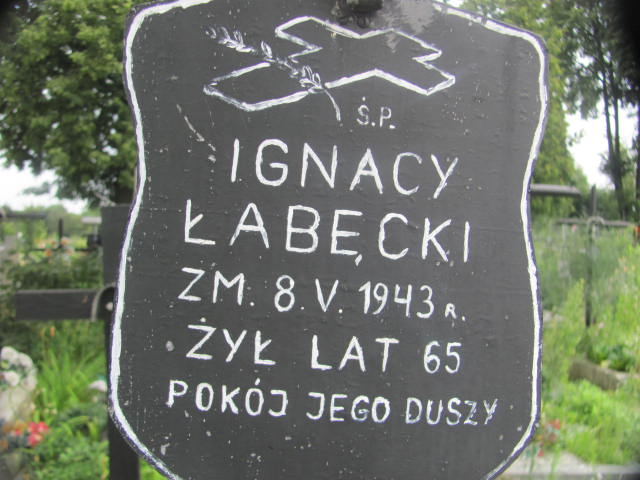 Ś.P.
IGNACY
ŁABĘCKI
ZM. 8.V.1943 R.
ŻYŁ LAT 65
POKÓJ JEGO DUSZY